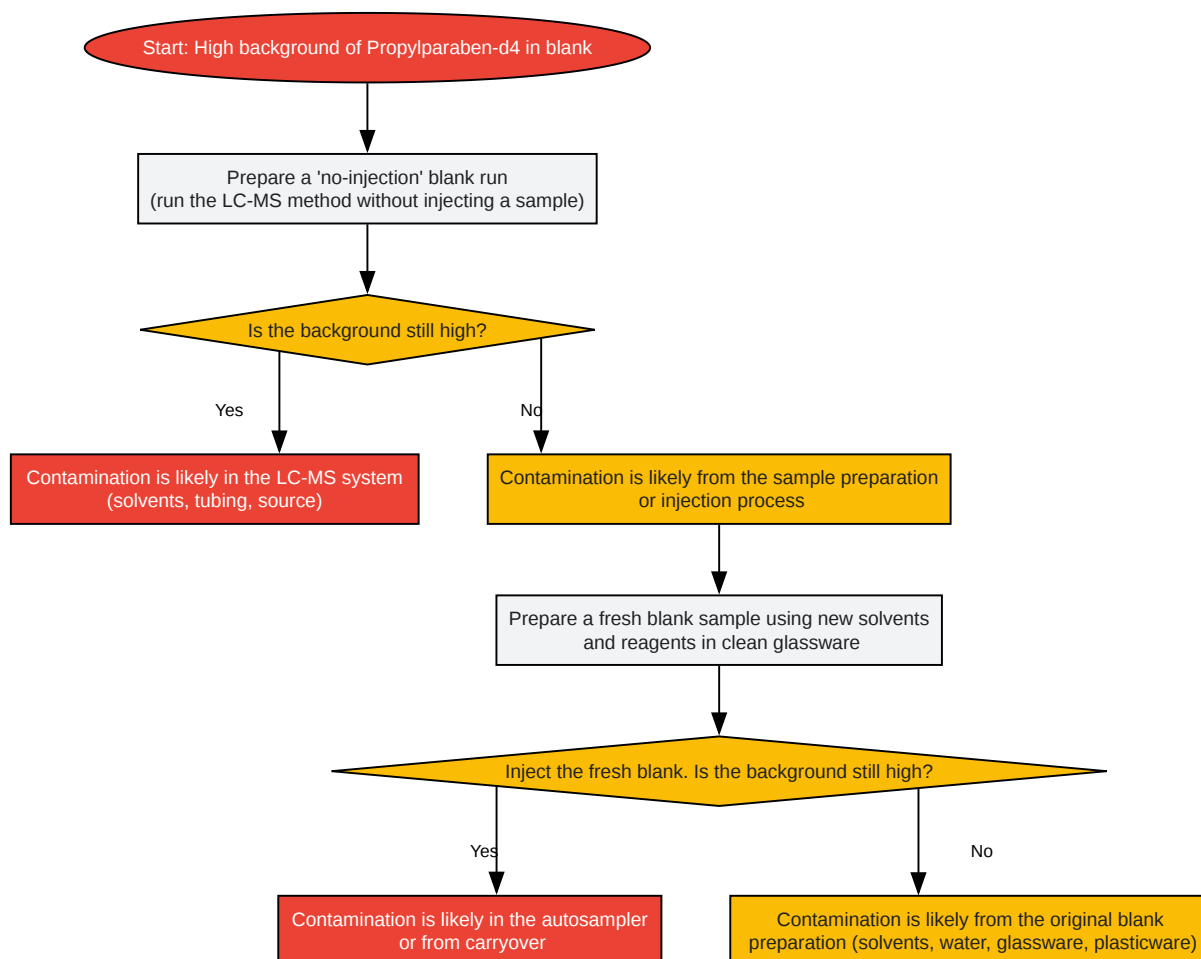 Start: High background of Propylparaben-d4 in blank
Prepare a 'no-injection' blank run
(run the LC-MS method without injecting a sample)
Is the background still high?
Yes
No
Contamination is likely in the LC-MS system
(solvents, tubing, source)
Contamination is likely from the sample preparation
or injection process
Prepare a fresh blank sample using new solvents
and reagents in clean glassware
Inject the fresh blank. Is the background still high?
Yes
No
Contamination is likely in the autosampler
or from carryover
Contamination is likely from the original blank
preparation (solvents, water, glassware, plasticware)